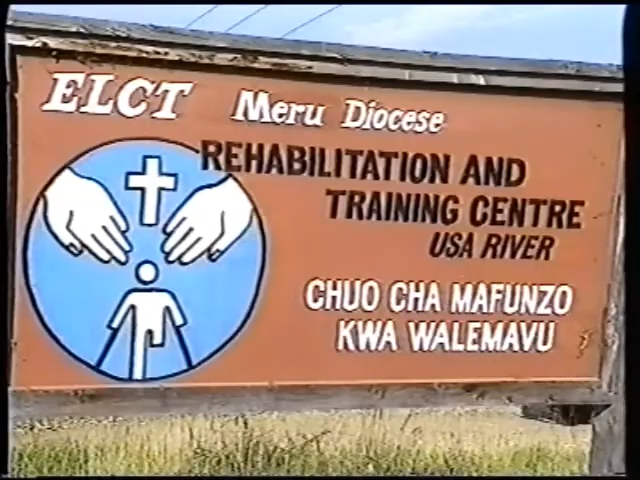 ELCT Meru Diocese
REHABILITATION AND
TRAINING CENTRE
USA RIVER
CHUO CHA MAFUNZO
KWA WALEMAVU